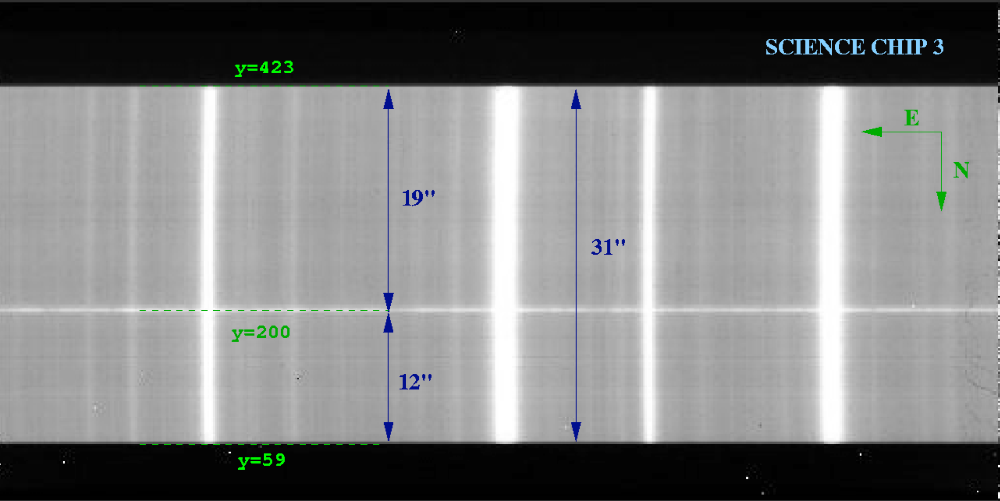 SCIENCE CHIP 3
y=423
E
N
19"
31"
y=200
12"
y=59